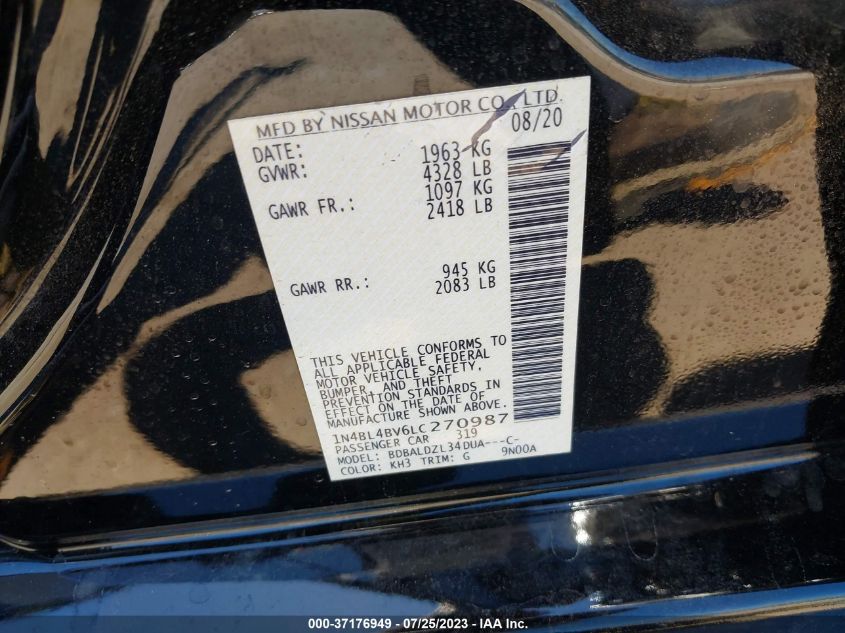 MFD BY NISSAN MOTOR CO., LTD.
DATE: 08/20
GVWR: 1963 KG
4328 LB
GAWR FR.: 1097 KG
2418 LB
GAWR RR.: 945 KG
2083 LB
THIS VEHICLE CONFORMS TO
ALL APPLICABLE FEDERAL
MOTOR VEHICLE SAFETY,
BUMPER, AND THEFT
PREVENTION STANDARDS IN
EFFECT ON THE DATE OF
MANUFACTURE SHOWN ABOVE.
1N4BL4BV6LC270987
PASSENGER CAR 319
MODEL: BDBALDZL34DUA---C-
COLOR: KH3 TRIM: G 9N00A
000-37176949 / 07/25/2023 - IAA Inc.